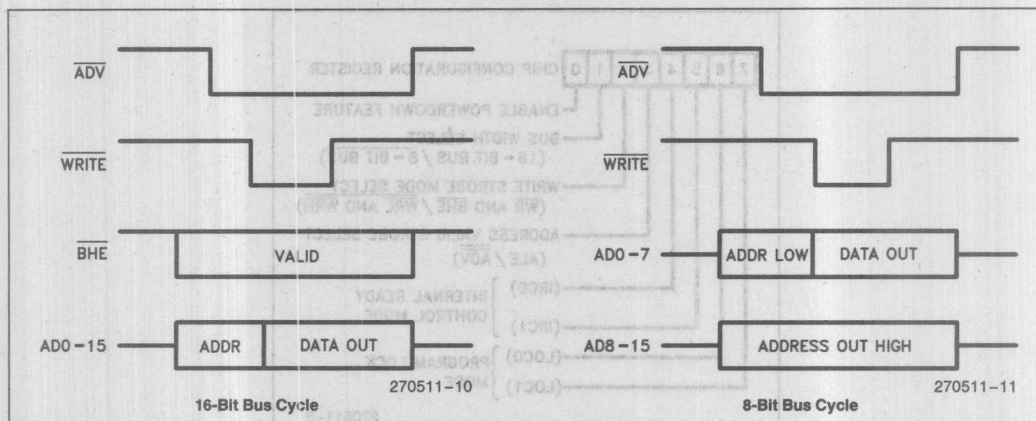 ADV
WRITE
BHE
VALID
AD0-15
ADDR
DATA OUT
270511-10
16-Bit Bus Cycle
ADV
WRITE
AD0-7
ADDR LOW
DATA OUT
AD8-15
ADDRESS OUT HIGH
270511-11
8-Bit Bus Cycle